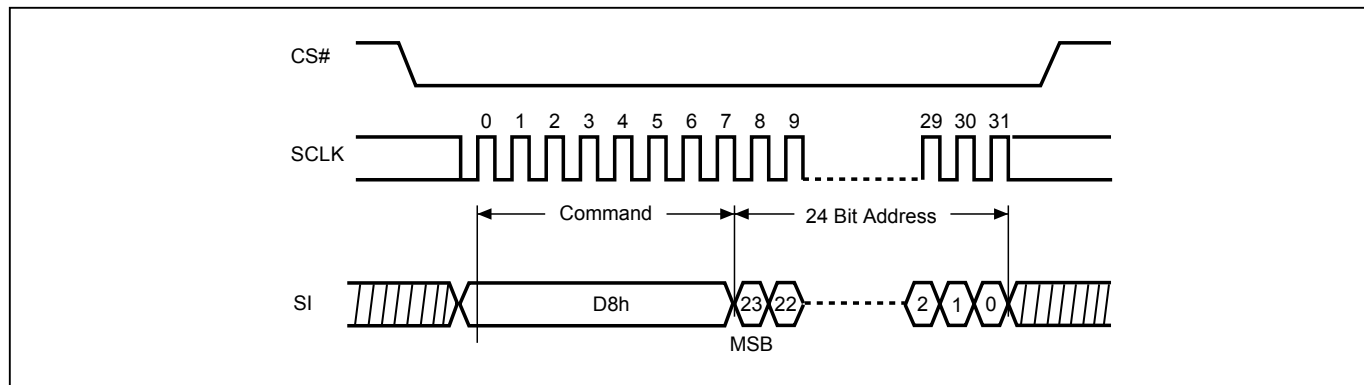 CS#
0 1 2 3 4 5 6 7 8 9 29 30 31
SCLK
Command 24 Bit Address
SI D8h 23 22 2 1 0
MSB